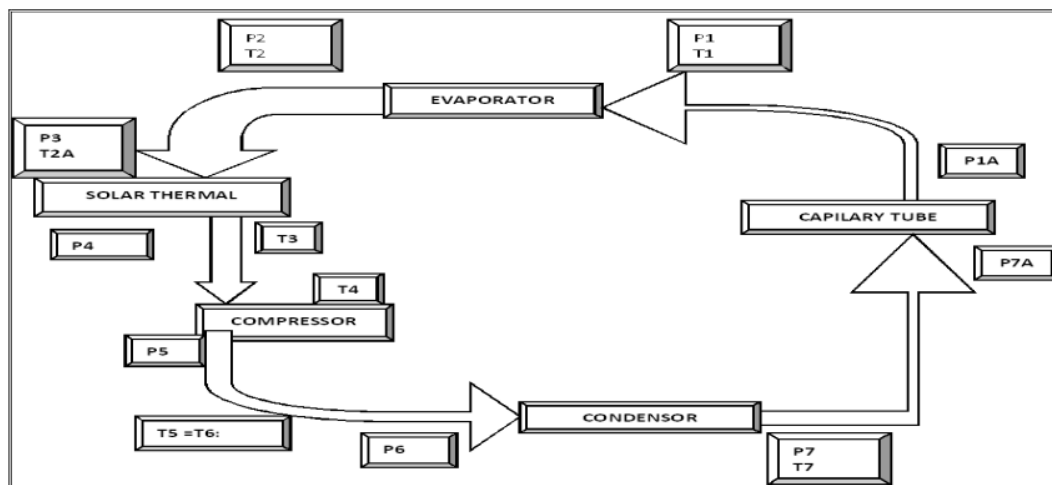 P2
T2
P1
T1
EVAPORATOR
P3
T2A
P1A
SOLAR THERMAL
CAPILARY TUBE
P4
T3
P7A
T4
COMPRESSOR
P5
CONDENSOR
T5 =T6:
P6
P7
T7